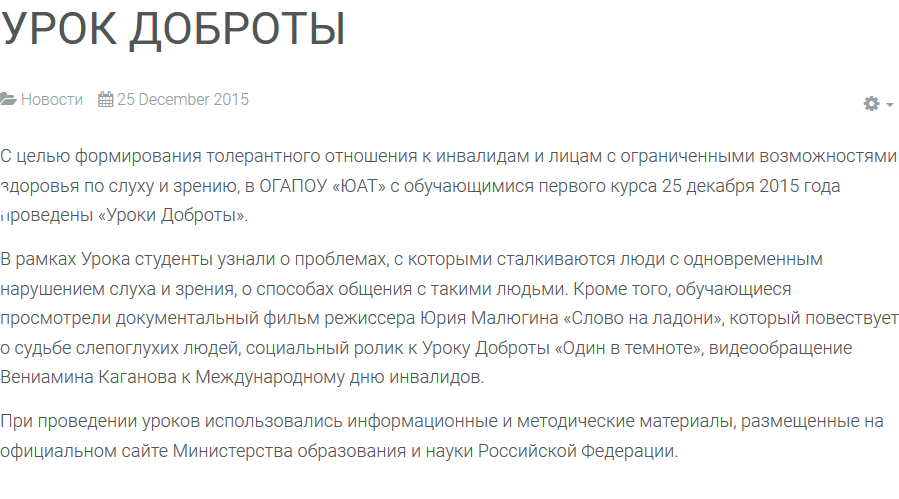 УРОК ДОБРОТЫ
Новости 25 December 2015
С целью формирования толерантного отношения к инвалидам и лицам с ограниченными возможностями
здоровья по слуху и зрению, в ОГАПОУ «ЮАТ» с обучающимися первого курса 25 декабря 2015 года
проведены «Уроки Доброты».
В рамках Урока студенты узнали о проблемах, с которыми сталкиваются люди с одновременным
нарушением слуха и зрения, о способах общения с такими людьми. Кроме того, обучающиеся
просмотрели документальный фильм режиссера Юрия Малюгина «Слово на ладони», который повествует
о судьбе слепоглухих людей, социальный ролик к Уроку Доброты «Один в темноте», видеообращение
Вениамина Каганова к Международному дню инвалидов.
При проведении уроков использовались информационные и методические материалы, размещенные на
официальном сайте Министерства образования и науки Российской Федерации.